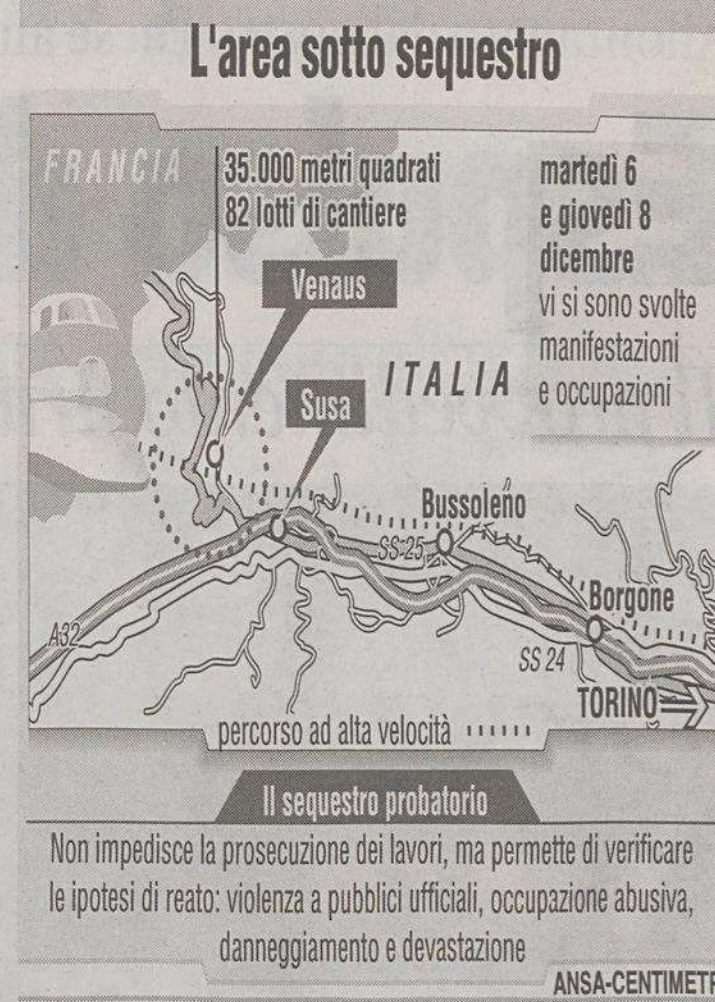 L'area sotto sequestro
FRANCIA
35.000 metri quadrati
82 lotti di cantiere
martedì 6
e giovedì 8
dicembre
vi si sono svolte
manifestazioni
e occupazioni
Venaus
ITALIA
Susa
Bussoleno
SS 25
Borgone
A32
SS 24
TORINO
percorso ad alta velocità
Il sequestro probatorio
Non impedisce la prosecuzione dei lavori, ma permette di verificare
le ipotesi di reato: violenza a pubblici ufficiali, occupazione abusiva,
danneggiamento e devastazione
ANSA-CENTIMETR